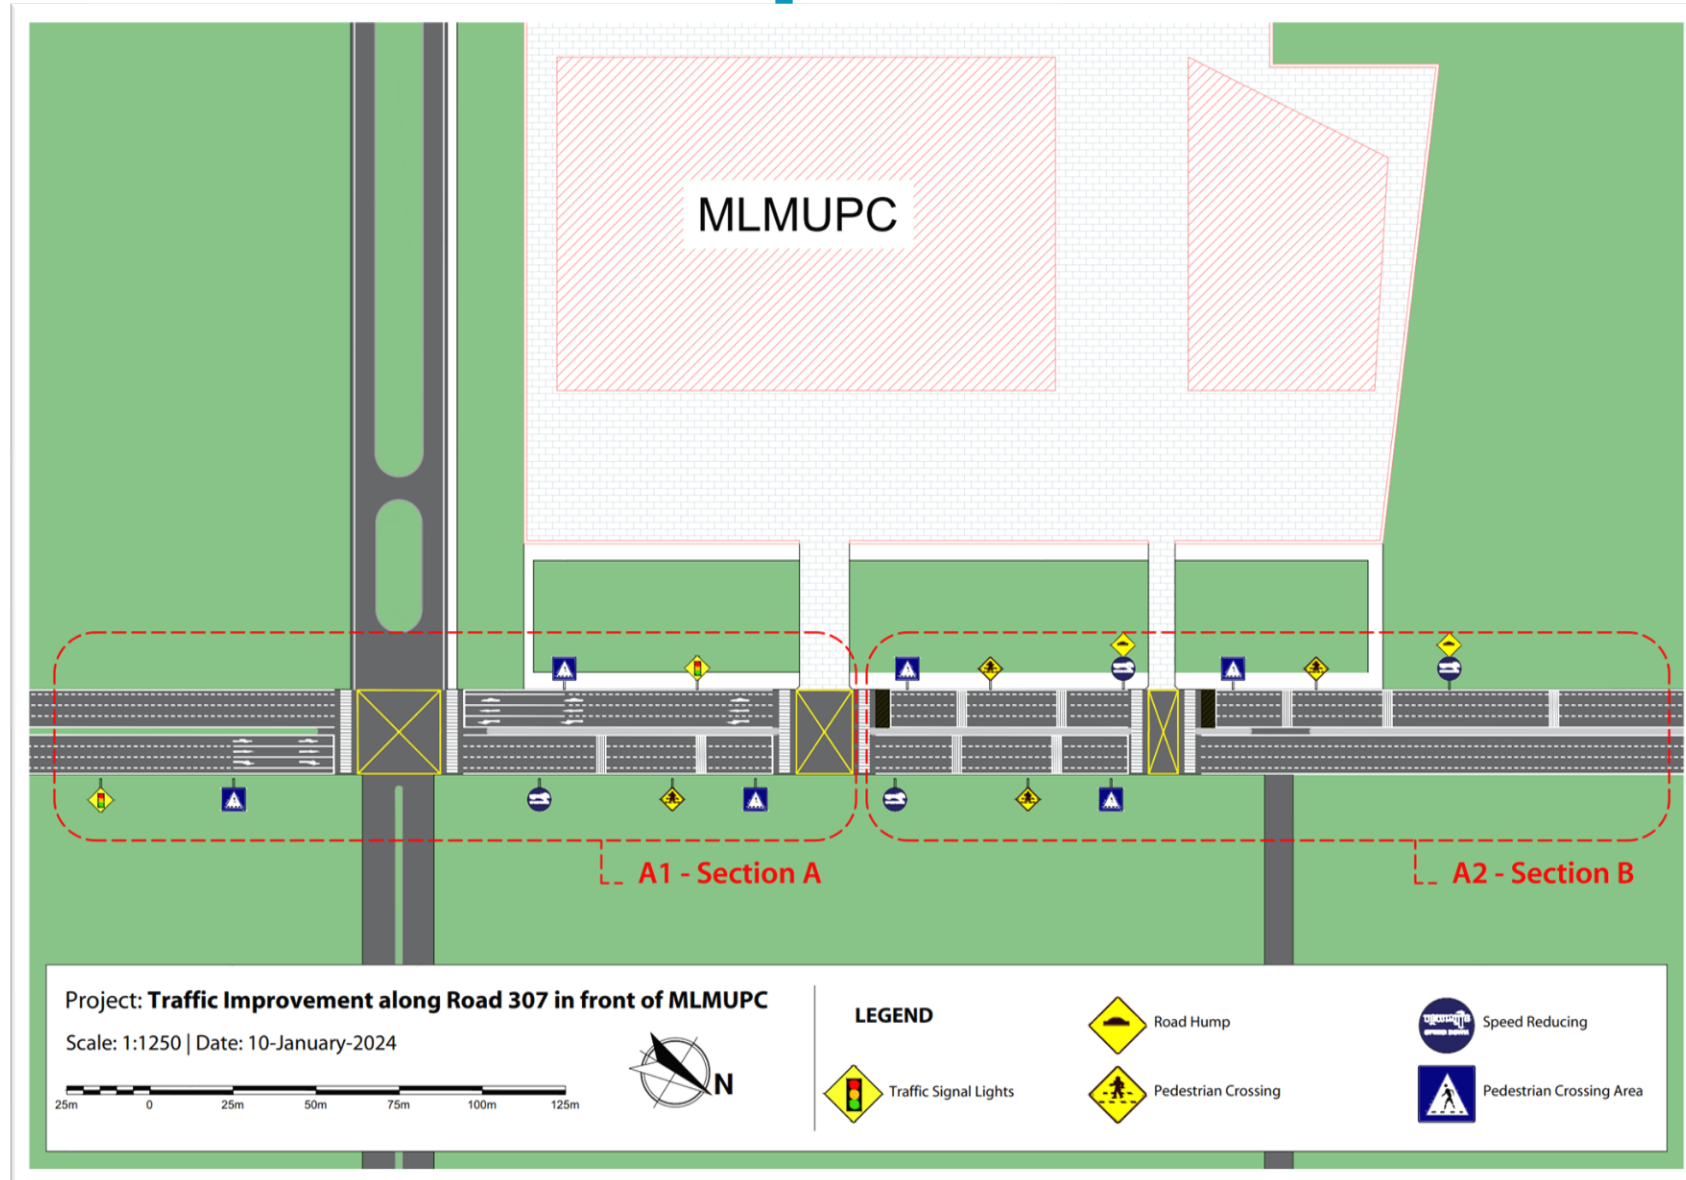 MLMUPC
A1 - Section A
A2 - Section B
Project: Traffic Improvement along Road 307 in front of MLMUPC
Scale: 1:1250 | Date: 10-January-2024
25m 0 25m 50m 75m 100m 125m
N
LEGEND
Traffic Signal Lights
Road Hump
Pedestrian Crossing
Speed Reducing
Pedestrian Crossing Area